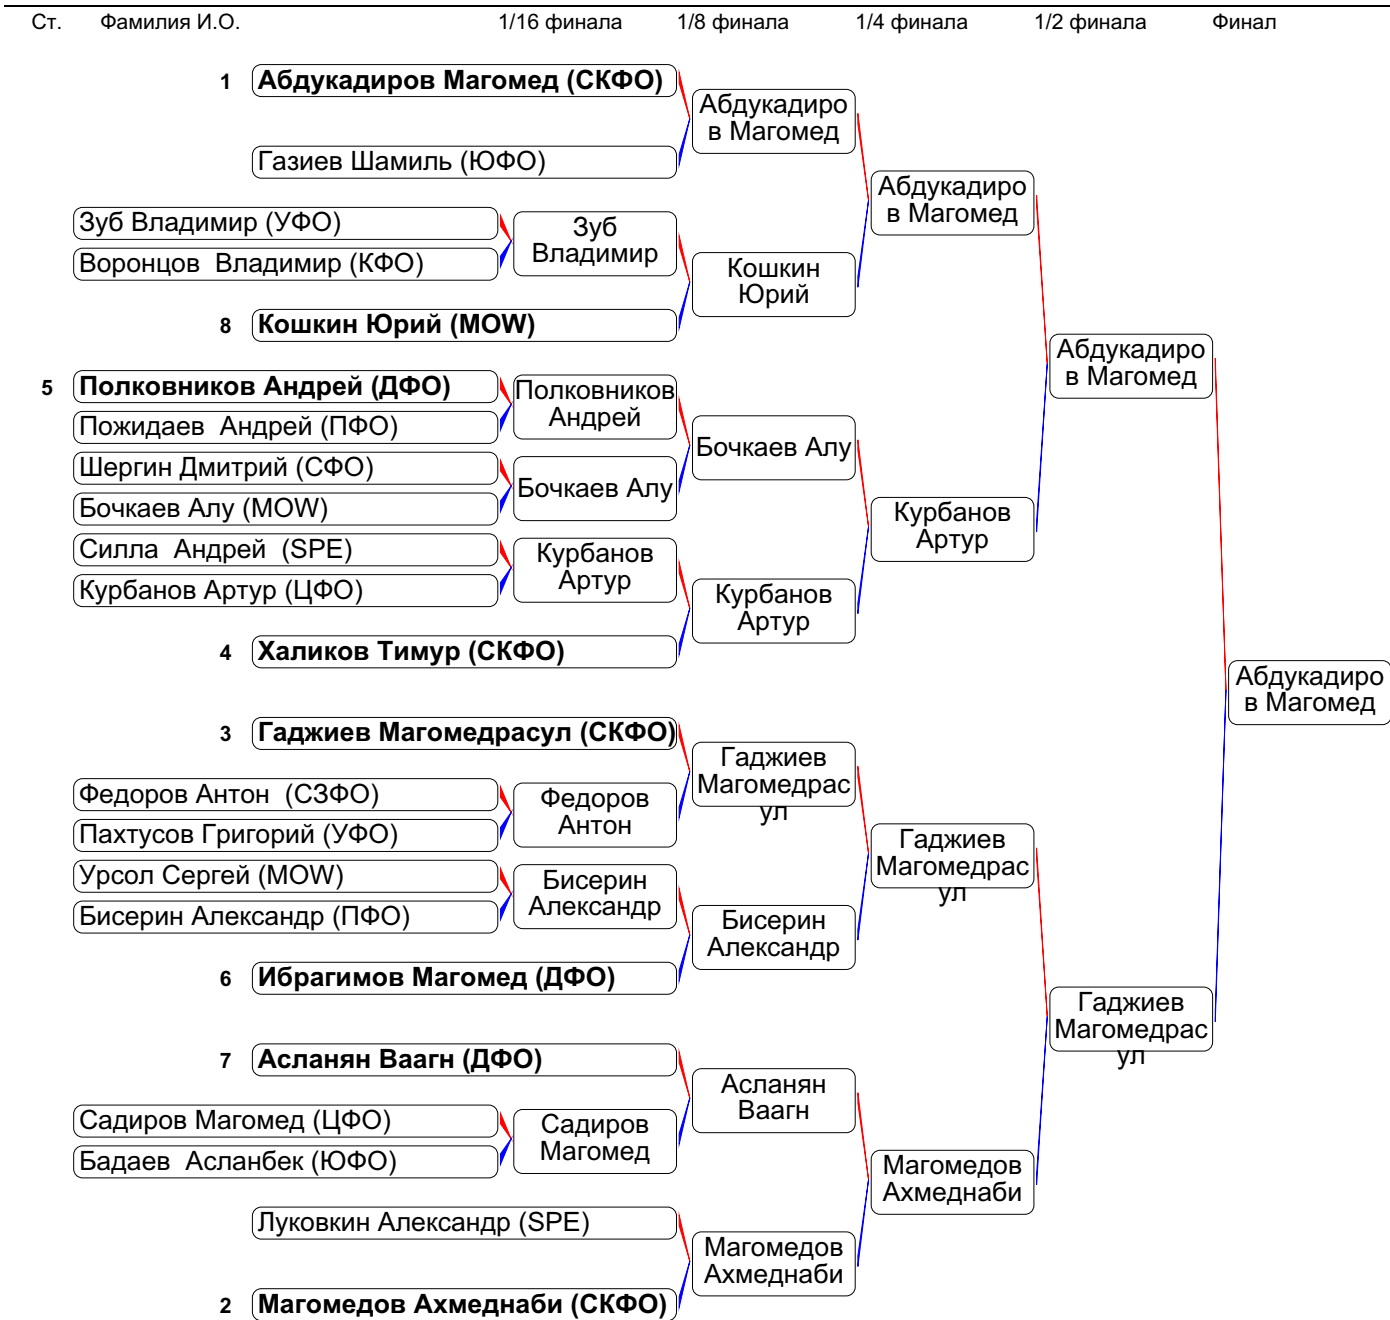 Ст. Фамилия И.О. 1/16 финала 1/8 финала 1/4 финала 1/2 финала Финал
1 Абдукадиров Магомед (СКФО)
Абдукадиро
в Магомед
Газиев Шамиль (ЮФО)
Абдукадиро
в Магомед
Зуб Владимир (УФО)
Воронцов Владимир (КФО)
Зуб
Владимир
Кошкин
Юрий
8 Кошкин Юрий (MOW)
Абдукадиро
в Магомед
5 Полковников Андрей (ДФО)
Пожидаев Андрей (ПФО)
Полковников
Андрей
Бочкаев Алу
Шергин Дмитрий (СФО)
Бочкаев Алу (MOW)
Бочкаев Алу
Курбанов
Артур
Силла Андрей (SPE)
Курбанов Артур (ЦФО)
Курбанов
Артур
Курбанов
Артур
4 Халиков Тимур (СКФО)
Абдукадиро
в Магомед
3 Гаджиев Магомедрасул (СКФО)
Гаджиев
Магомедрас
ул
Федоров Антон (СЗФО)
Пахтусов Григорий (УФО)
Федоров
Антон
Гаджиев
Магомедрас
ул
Урсол Сергей (MOW)
Бисерин Александр (ПФО)
Бисерин
Александр
Бисерин
Александр
6 Ибрагимов Магомед (ДФО)
Гаджиев
Магомедрас
ул
7 Асланян Ваагн (ДФО)
Асланян
Ваагн
Садиров Магомед (ЦФО)
Бадаев Асланбек (ЮФО)
Садиров
Магомед
Магомедов
Ахмеднаби
Луковкин Александр (SPE)
Магомедов
Ахмеднаби
2 Магомедов Ахмеднаби (СКФО)